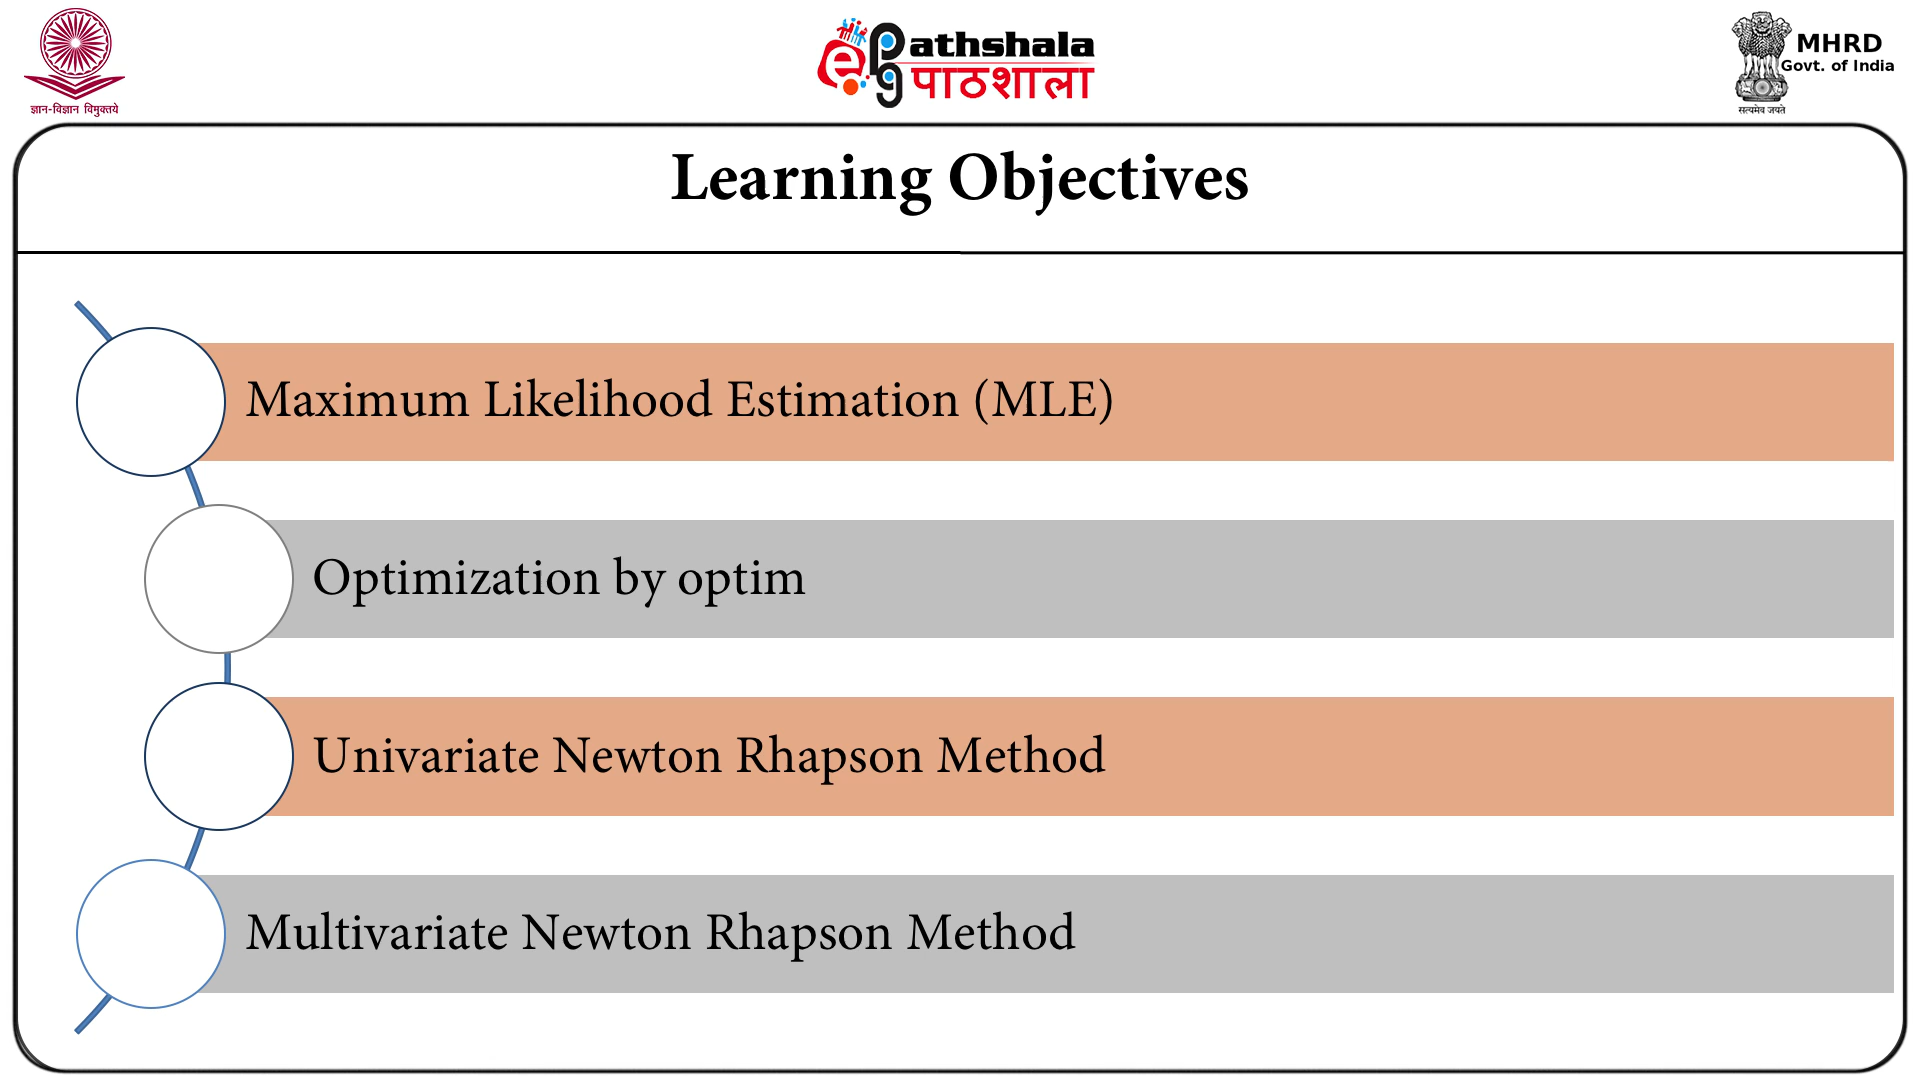 ज्ञान-विज्ञान विमुक्तये
ePG athshala
पाठशाला
MHRD
Govt. of India
सत्यमेव जयते
Learning Objectives
Maximum Likelihood Estimation (MLE)
Optimization by optim
Univariate Newton Rhapson Method
Multivariate Newton Rhapson Method